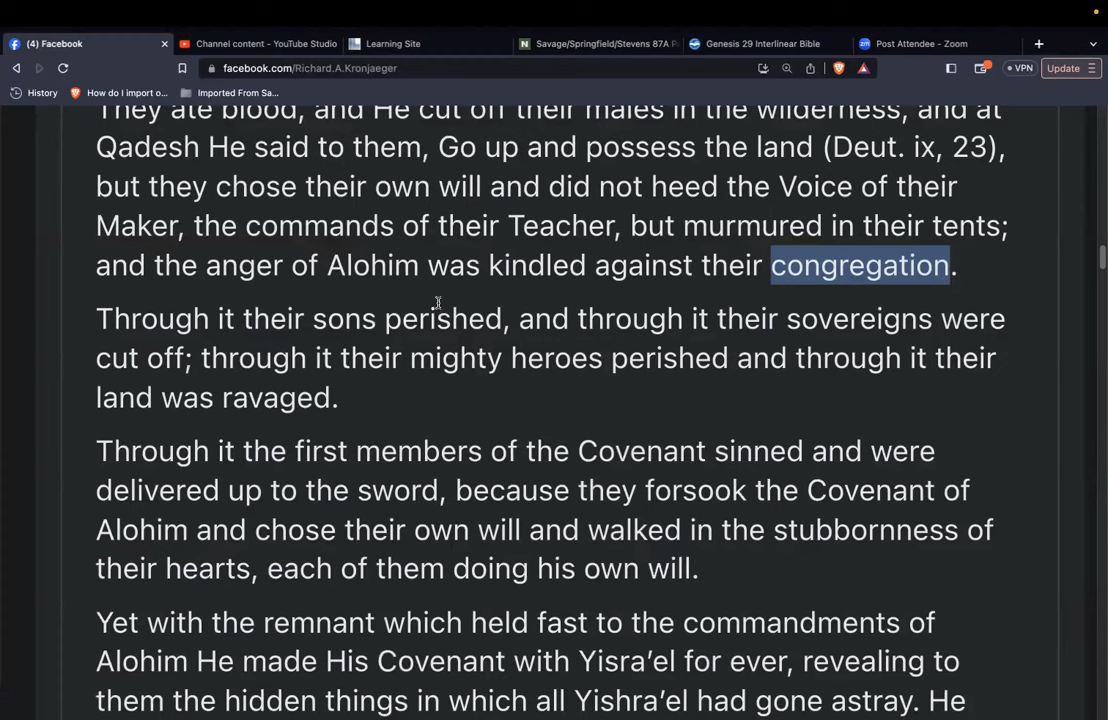 (4) Facebook
Channel content - YouTube Studio
Learning Site
Savage/Springfield/Stevens 87A P
Genesis 29 Interlinear Bible
Post Attendee - Zoom
facebook.com/Richard.A.Kronjaeger
VPN
Update
History
How do I import o...
Imported From Sa...
They ate blood, and He cut off their males in the wilderness, and at
Qadesh He said to them, Go up and possess the land (Deut. ix, 23),
but they chose their own will and did not heed the Voice of their
Maker, the commands of their Teacher, but murmured in their tents;
and the anger of Alohim was kindled against their congregation.
Through it their sons perished, and through it their sovereigns were
cut off; through it their mighty heroes perished and through it their
land was ravaged.
Through it the first members of the Covenant sinned and were
delivered up to the sword, because they forsook the Covenant of
Alohim and chose their own will and walked in the stubbornness of
their hearts, each of them doing his own will.
Yet with the remnant which held fast to the commandments of
Alohim He made His Covenant with Yisra’el for ever, revealing to
them the hidden things in which all Yishra’el had gone astray. He